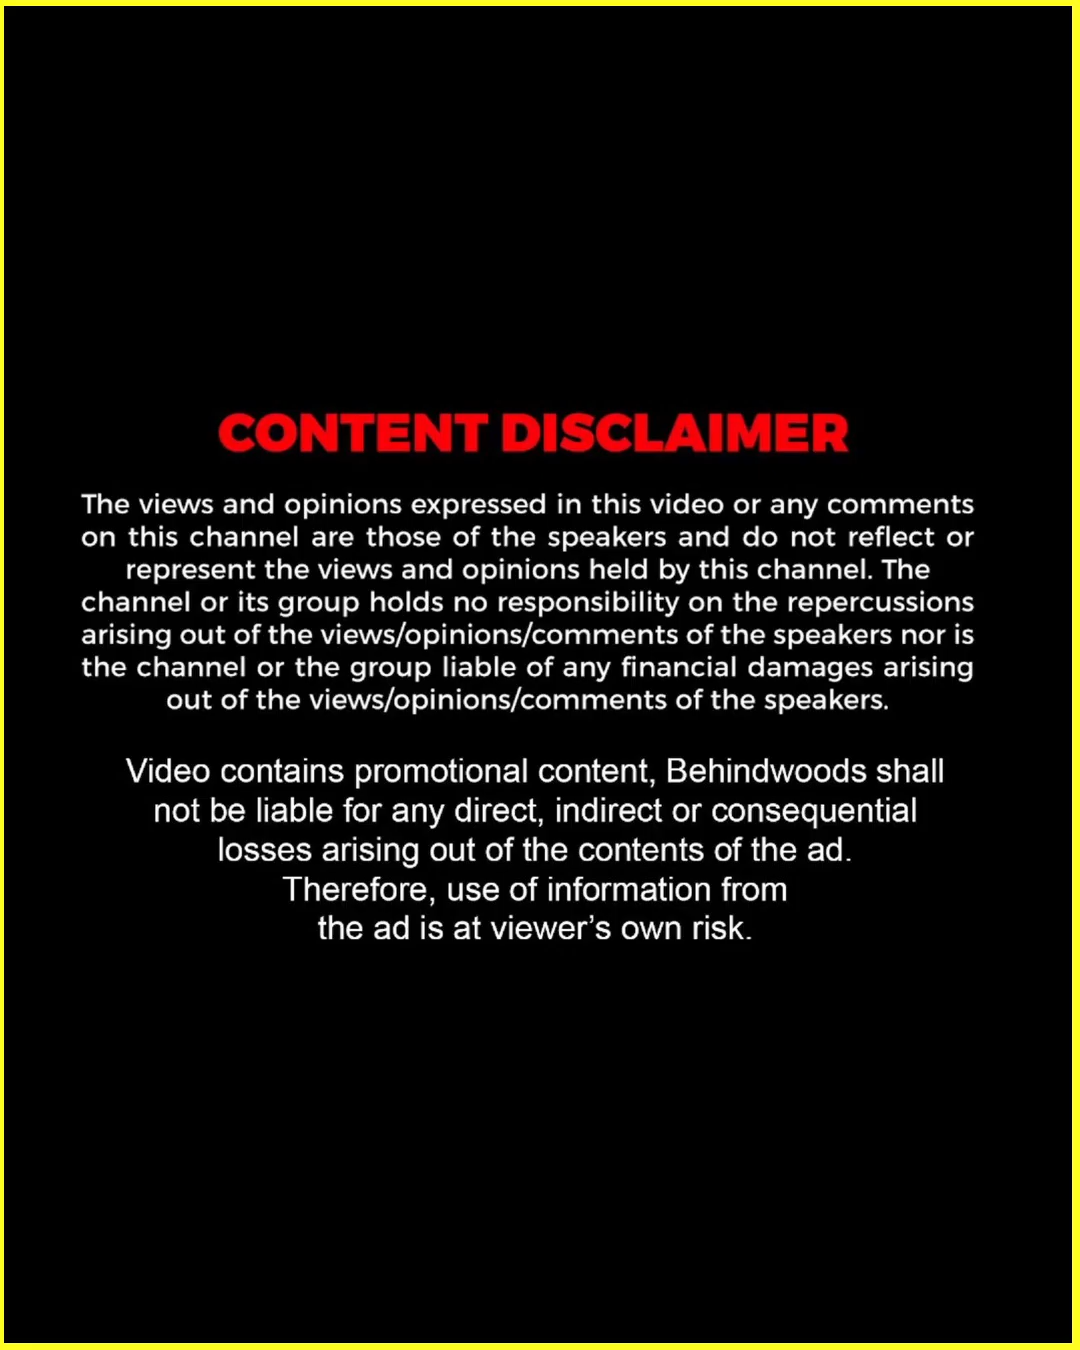 CONTENT DISCLAIMER
The views and opinions expressed in this video or any comments
on this channel are those of the speakers and do not reflect or
represent the views and opinions held by this channel. The
channel or its group holds no responsibility on the repercussions
arising out of the views/opinions/comments of the speakers nor is
the channel or the group liable of any financial damages arising
out of the views/opinions/comments of the speakers.
Video contains promotional content, Behindwoods shall
not be liable for any direct, indirect or consequential
losses arising out of the contents of the ad.
Therefore, use of information from
the ad is at viewer’s own risk.